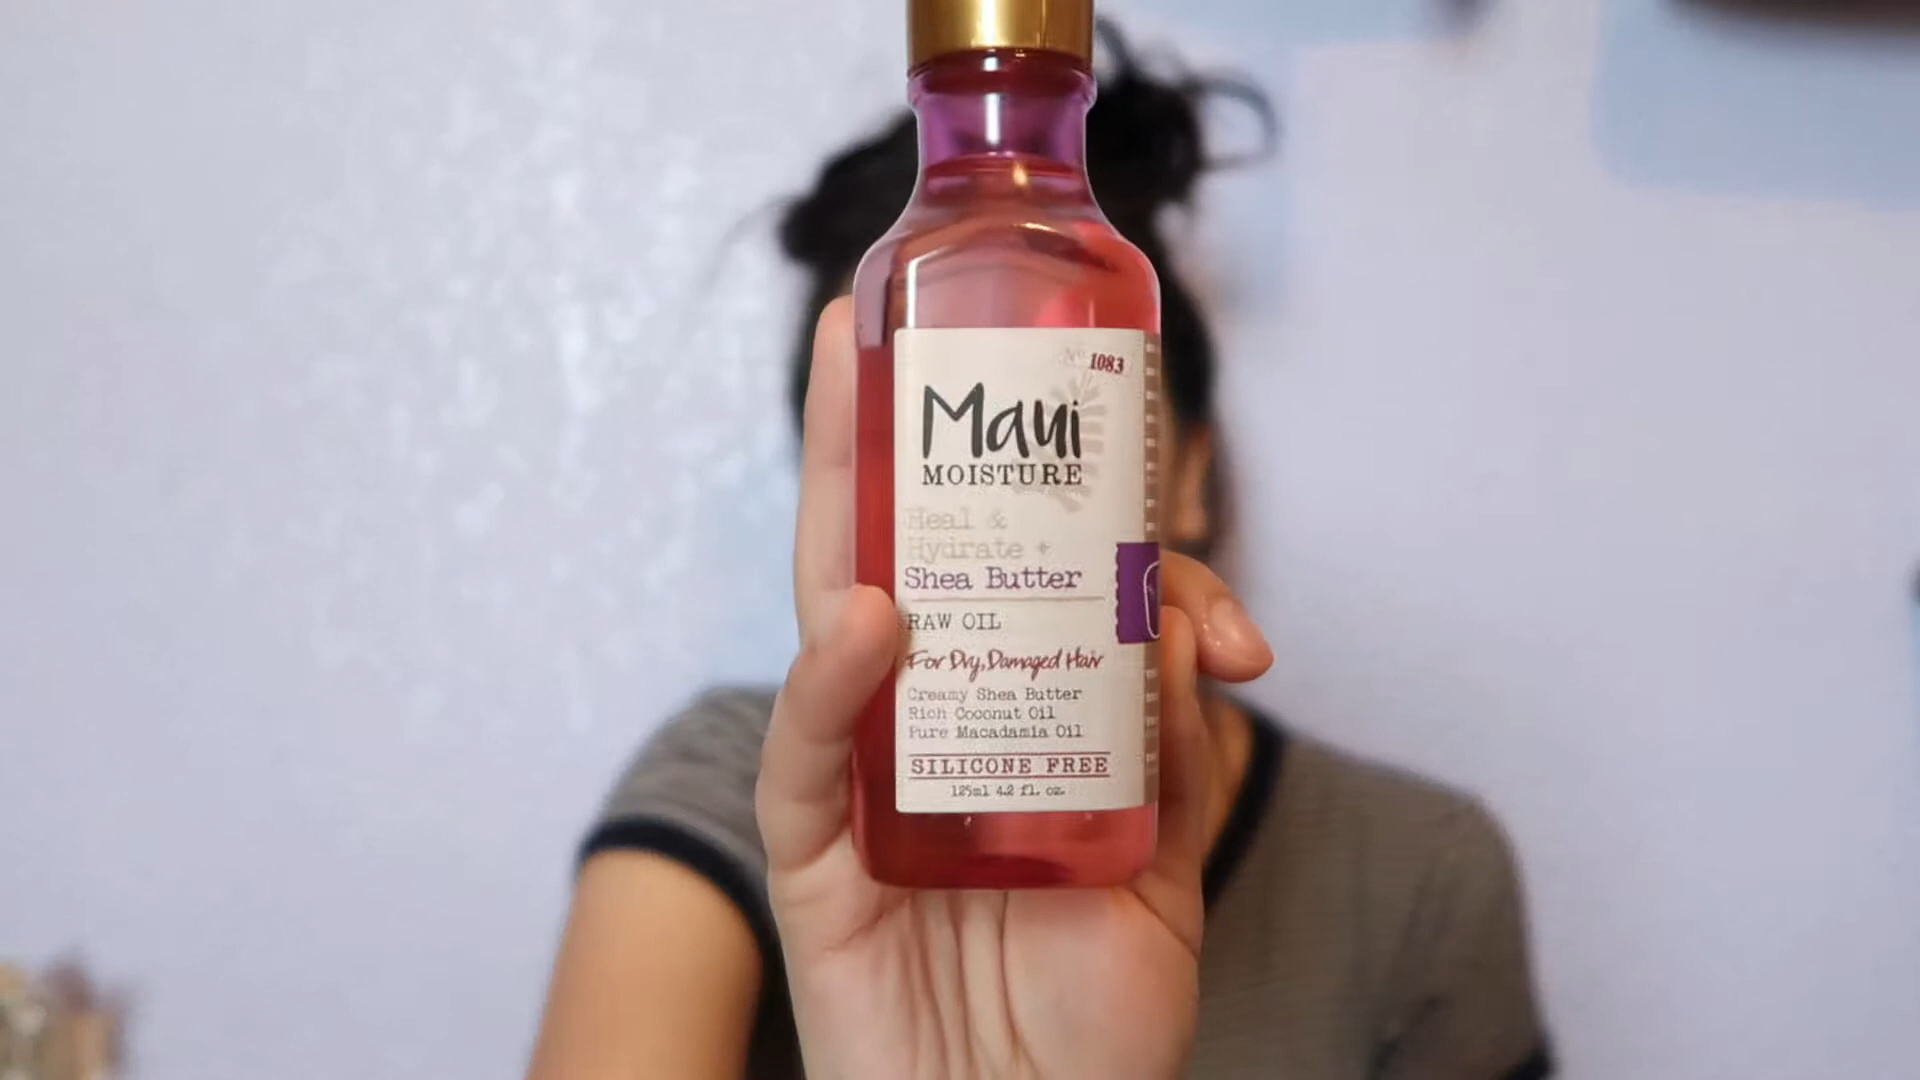 Nº 1083
Maui
MOISTURE
Heal &
Hydrate +
Shea Butter
RAW OIL
For Dry, Damaged Hair
Creamy Shea Butter
Rich Coconut Oil
Pure Macadamia Oil
SILICONE FREE
125ml 4.2 fl. oz.